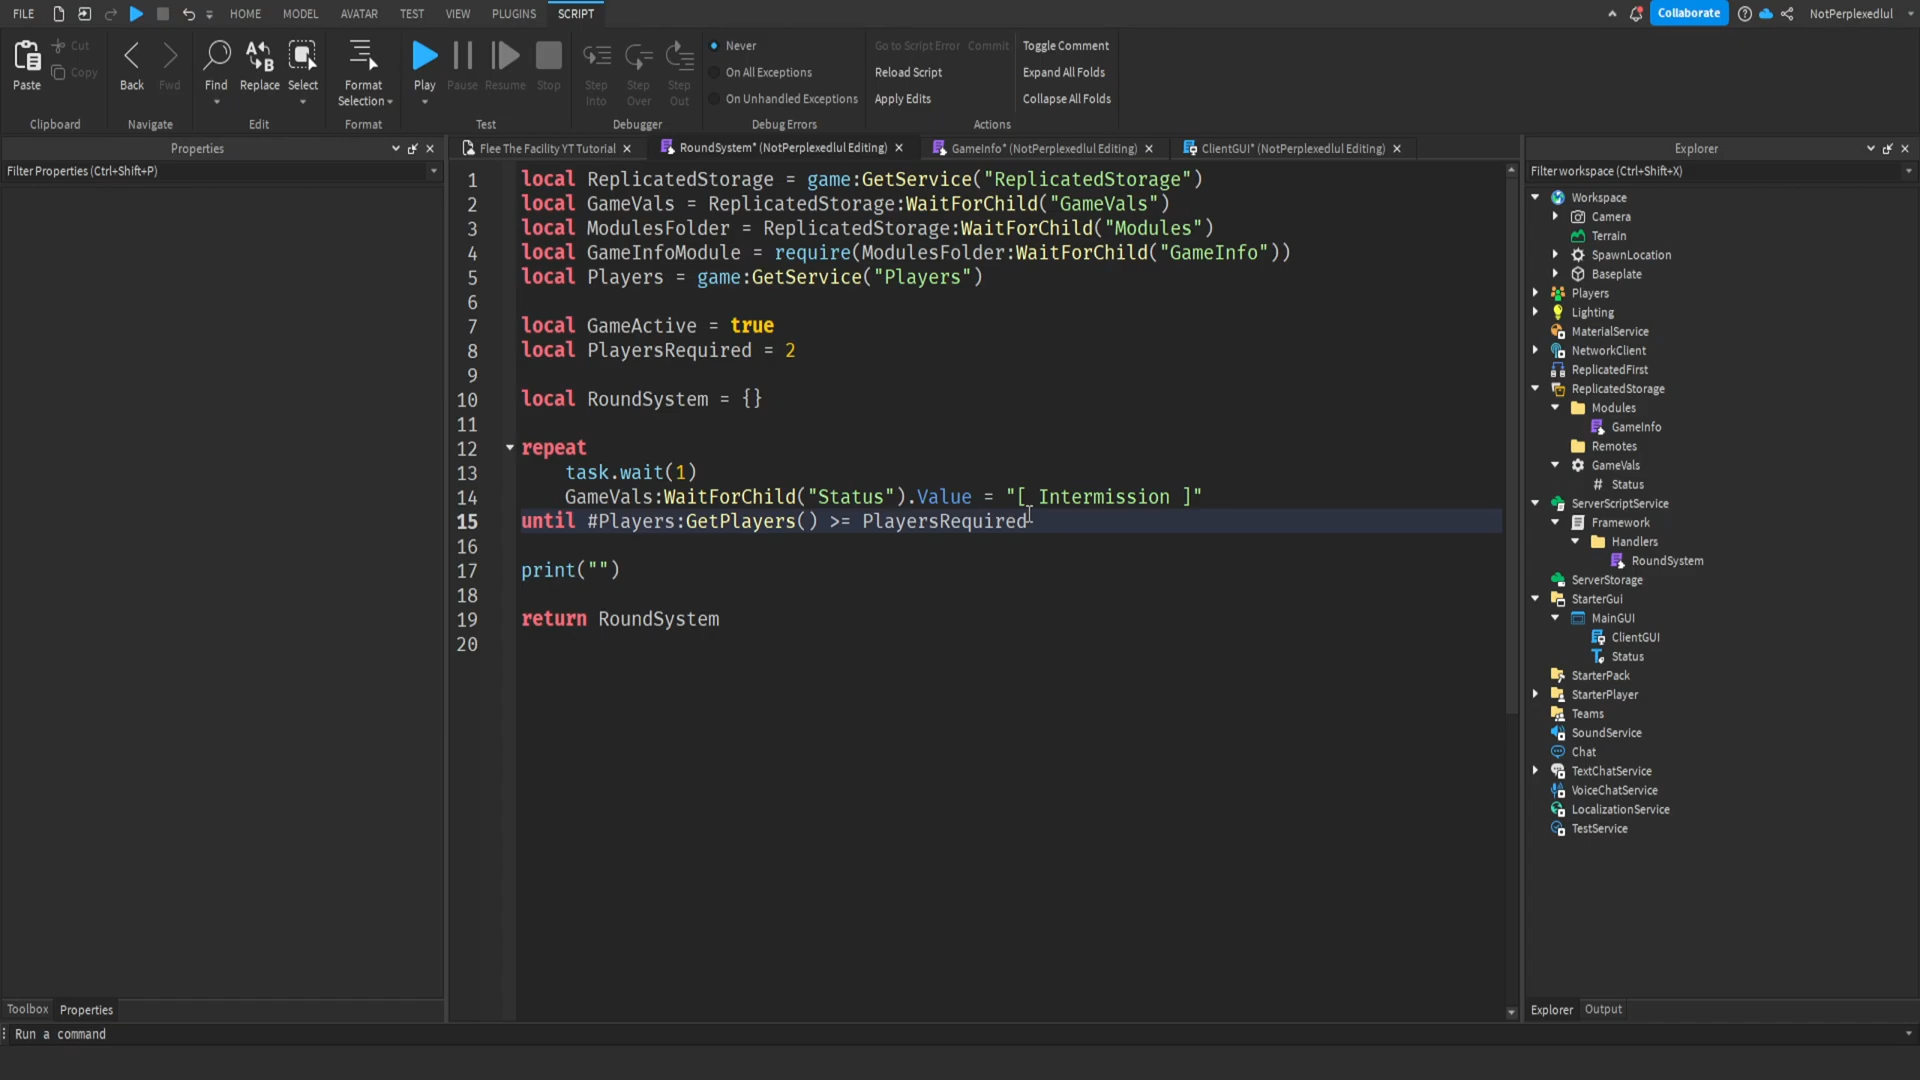 FILE HOME MODEL AVATAR TEST VIEW PLUGINS SCRIPT Collaborate NotPerplexedlul
Paste Cut Copy Back Fwd Find Replace Select Format Selection Play Pause Resume Stop Step Into Step Over Step Out
Never
On All Exceptions
On Unhandled Exceptions
Go to Script Error Commit
Reload Script
Apply Edits
Toggle Comment
Expand All Folds
Collapse All Folds
Clipboard Navigate Edit Format Test Debugger Debug Errors Actions
Properties
Filter Properties (Ctrl+Shift+P)
Flee The Facility YT Tutorial RoundSystem* (NotPerplexedlul Editing) GameInfo* (NotPerplexedlul Editing) ClientGUI* (NotPerplexedlul Editing)
1 local ReplicatedStorage = game:GetService("ReplicatedStorage")
2 local GameVals = ReplicatedStorage:WaitForChild("GameVals")
3 local ModulesFolder = ReplicatedStorage:WaitForChild("Modules")
4 local GameInfoModule = require(ModulesFolder:WaitForChild("GameInfo"))
5 local Players = game:GetService("Players")
6
7 local GameActive = true
8 local PlayersRequired = 2
9
10 local RoundSystem = {}
11
12 repeat
13 task.wait(1)
14 GameVals:WaitForChild("Status").Value = "[ Intermission ]"
15 until #Players:GetPlayers() >= PlayersRequired
16
17 print("")
18
19 return RoundSystem
20
Explorer
Filter workspace (Ctrl+Shift+X)
Workspace
Camera
Terrain
SpawnLocation
Baseplate
Players
Lighting
MaterialService
NetworkClient
ReplicatedFirst
ReplicatedStorage
Modules
GameInfo
Remotes
GameVals
# Status
ServerScriptService
Framework
Handlers
RoundSystem
ServerStorage
StarterGui
MainGUI
ClientGUI
Status
StarterPack
StarterPlayer
Teams
SoundService
Chat
TextChatService
VoiceChatService
LocalizationService
TestService
Toolbox Properties
Explorer Output
Run a command